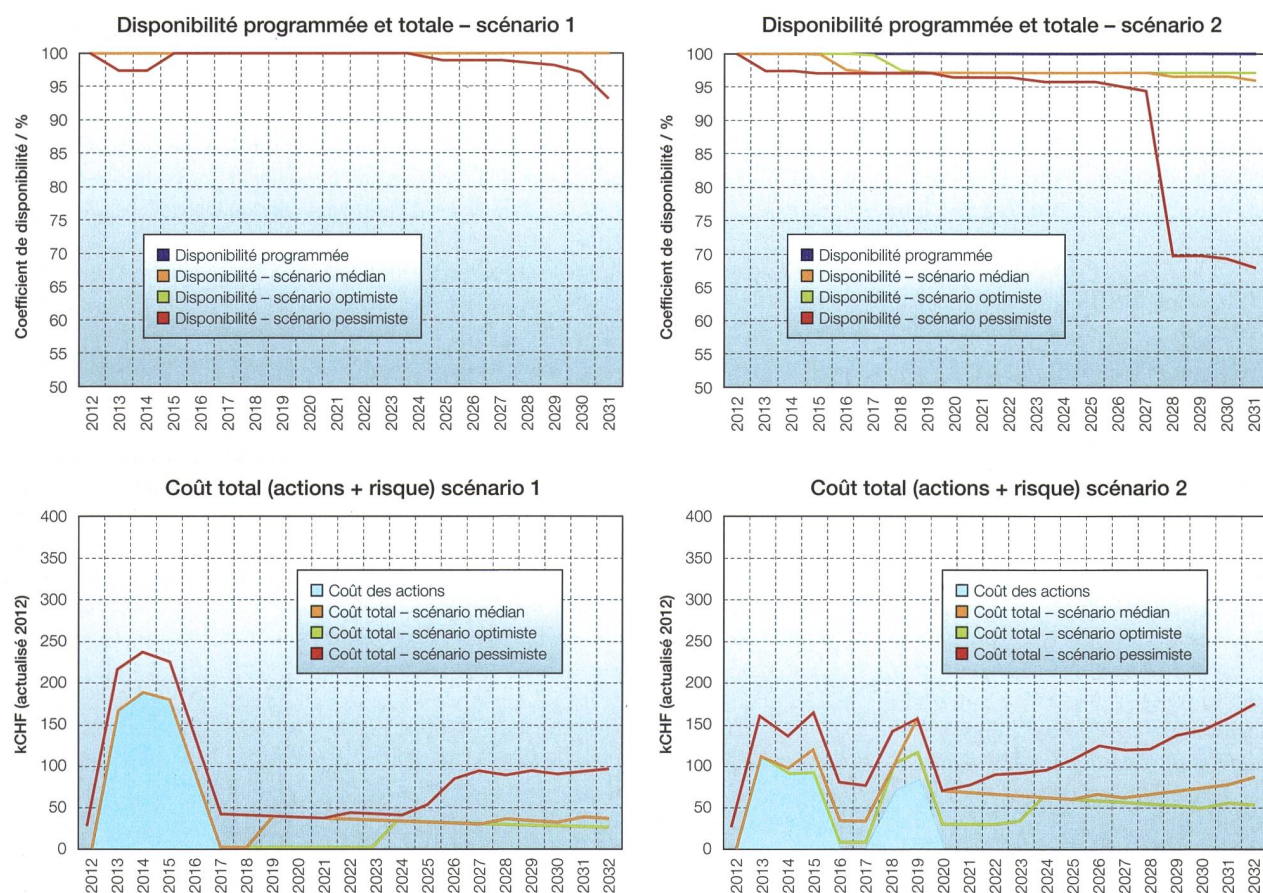 Disponibilité programmée et totale – scénario 1
Coefficient de disponibilité / %
100
95
90
85
80
75
70
65
60
55
50
Disponibilité programmée
Disponibilité – scénario médian
Disponibilité – scénario optimiste
Disponibilité – scénario pessimiste
2012 2013 2014 2015 2016 2017 2018 2019 2020 2021 2022 2023 2024 2025 2026 2027 2028 2029 2030 2031
Disponibilité programmée et totale – scénario 2
Coefficient de disponibilité / %
100
95
90
85
80
75
70
65
60
55
50
Disponibilité programmée
Disponibilité – scénario médian
Disponibilité – scénario optimiste
Disponibilité – scénario pessimiste
2012 2013 2014 2015 2016 2017 2018 2019 2020 2021 2022 2023 2024 2025 2026 2027 2028 2029 2030 2031
Coût total (actions + risque) scénario 1
kCHF (actualisé 2012)
400
350
300
250
200
150
100
50
0
Coût des actions
Coût total – scénario médian
Coût total – scénario optimiste
Coût total – scénario pessimiste
2012 2013 2014 2015 2016 2017 2018 2019 2020 2021 2022 2023 2024 2025 2026 2027 2028 2029 2030 2031 2032
Coût total (actions + risque) scénario 2
kCHF (actualisé 2012)
400
350
300
250
200
150
100
50
0
Coût des actions
Coût total – scénario médian
Coût total – scénario optimiste
Coût total – scénario pessimiste
2012 2013 2014 2015 2016 2017 2018 2019 2020 2021 2022 2023 2024 2025 2026 2027 2028 2029 2030 2031 2032